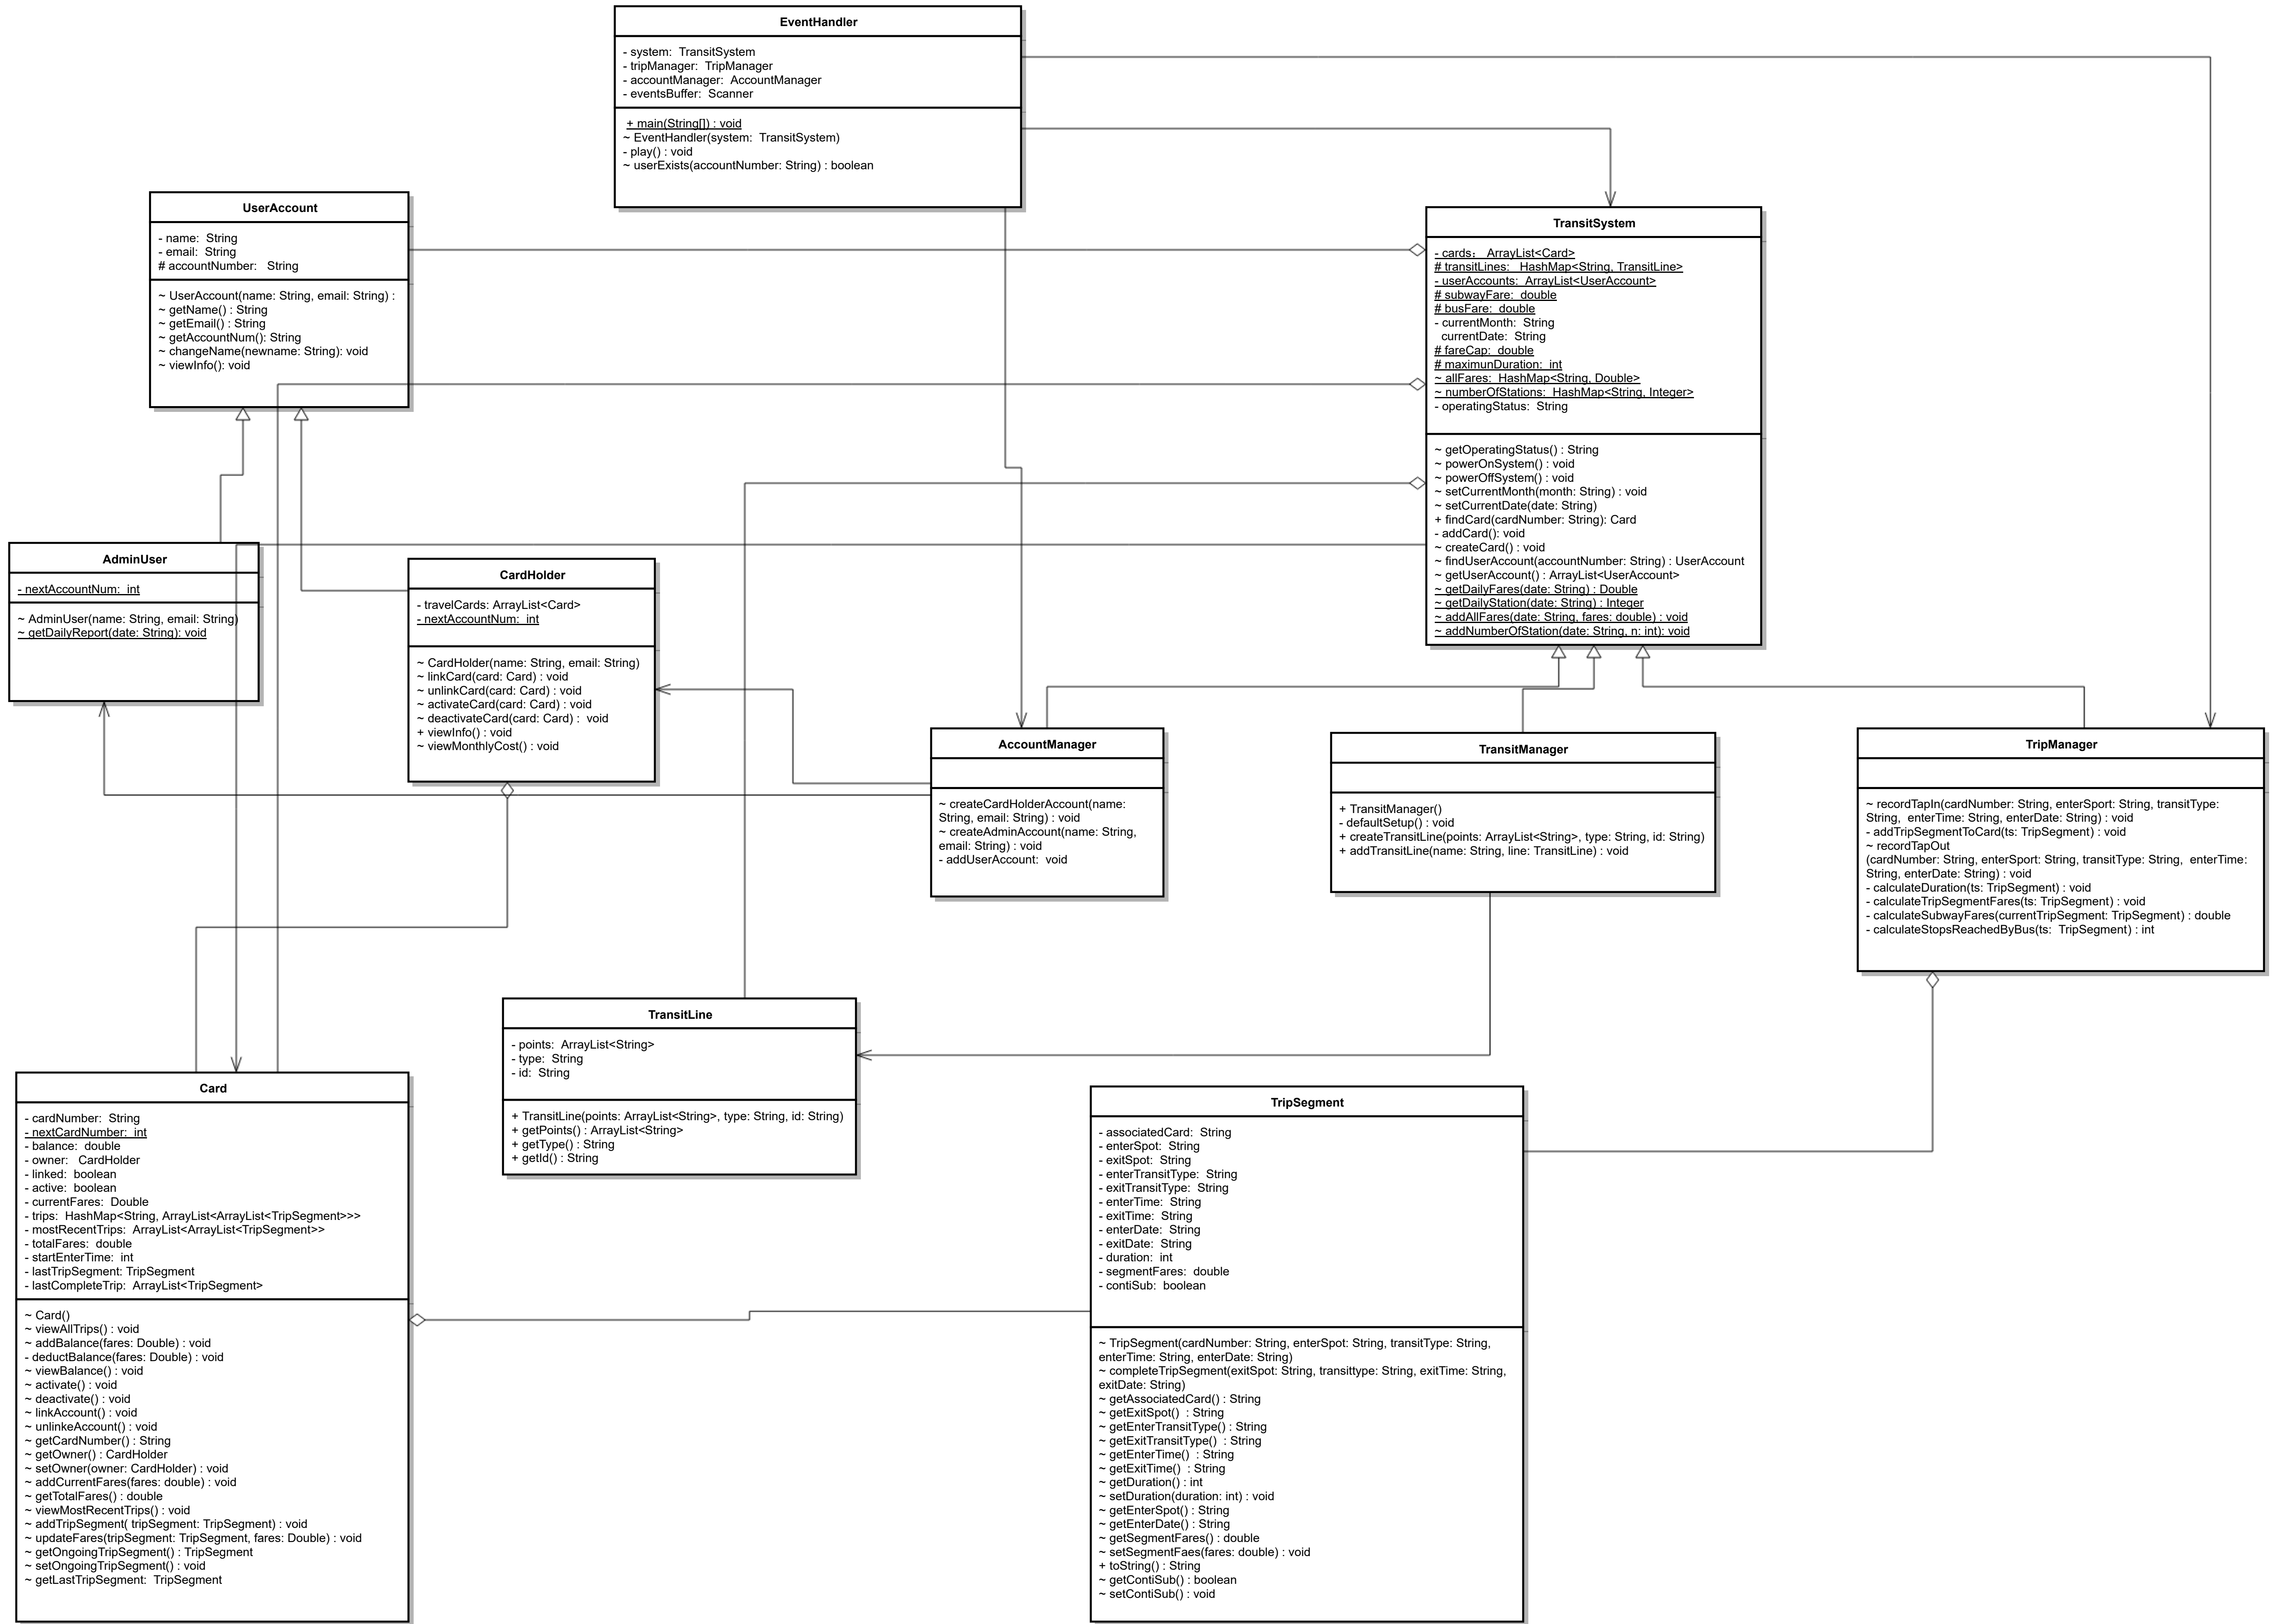 EventHandler
- system:  TransitSystem
- tripManager:  TripManager
- accountManager:  AccountManager
- eventsBuffer:  Scanner
+ main(String[]) : void
~ EventHandler(system:  TransitSystem)
- play() : void
~ userExists(accountNumber: String) : boolean
UserAccount
- name:  String
- email:  String
# accountNumber:   String
~ UserAccount(name: String, email: String) :
~ getName() : String
~ getEmail() : String
~ getAccountNum(): String
~ changeName(newname: String): void
~ viewInfo(): void
TransitSystem
- cards:   ArrayList<Card>
# transitLines:   HashMap<String, TransitLine>
- userAccounts:  ArrayList<UserAccount>
# subwayFare:  double
# busFare:  double
- currentMonth:  String
currentDate:  String
# fareCap:  double
# maximunDuration:  int
~ allFares:  HashMap<String, Double>
~ numberOfStations:  HashMap<String, Integer>
- operatingStatus:  String
~ getOperatingStatus() : String
~ powerOnSystem() : void
~ powerOffSystem() : void
~ setCurrentMonth(month: String) : void
~ setCurrentDate(date: String)
+ findCard(cardNumber: String): Card
- addCard(): void
~ createCard() : void
~ findUserAccount(accountNumber: String) : UserAccount
~ getUserAccount() : ArrayList<UserAccount>
~ getDailyFares(date: String) : Double
~ getDailyStation(date: String) : Integer
~ addAllFares(date: String, fares: double) : void
~ addNumberOfStation(date: String, n: int): void
AdminUser
- nextAccountNum:  int
~ AdminUser(name: String, email: String)
~ getDailyReport(date: String): void
CardHolder
- travelCards: ArrayList<Card>
- nextAccountNum:  int
~ CardHolder(name: String, email: String)
~ linkCard(card: Card) : void
~ unlinkCard(card: Card) : void
~ activateCard(card: Card) : void
~ deactivateCard(card: Card) :  void
+ viewInfo() : void
~ viewMonthlyCost() : void
AccountManager
~ createCardHolderAccount(name:
String, email: String) : void
~ createAdminAccount(name: String,
email: String) : void
- addUserAccount:  void
TransitManager
+ TransitManager()
- defaultSetup() : void
+ createTransitLine(points: ArrayList<String>, type: String, id: String)
+ addTransitLine(name: String, line: TransitLine) : void
TripManager
~ recordTapIn(cardNumber: String, enterSport: String, transitType:
String,  enterTime: String, enterDate: String) : void
- addTripSegmentToCard(ts: TripSegment) : void
~ recordTapOut
(cardNumber: String, enterSport: String, transitType: String,  enterTime:
String, enterDate: String) : void
- calculateDuration(ts: TripSegment) : void
- calculateTripSegmentFares(ts: TripSegment) : void
- calculateSubwayFares(currentTripSegment: TripSegment) : double
- calculateStopsReachedByBus(ts:  TripSegment) : int
TransitLine
- points:  ArrayList<String>
- type:  String
- id:  String
+ TransitLine(points: ArrayList<String>, type: String, id: String)
+ getPoints() : ArrayList<String>
+ getType() : String
+ getId() : String
Card
- cardNumber:  String
- nextCardNumber:  int
- balance:  double
- owner:   CardHolder
- linked:  boolean
- active:  boolean
- currentFares:  Double
- trips:  HashMap<String, ArrayList<ArrayList<TripSegment>>>
- mostRecentTrips:  ArrayList<ArrayList<TripSegment>>
- totalFares:  double
- startEnterTime:  int
- lastTripSegment: TripSegment
- lastCompleteTrip:  ArrayList<TripSegment>
~ Card()
~ viewAllTrips() : void
~ addBalance(fares: Double) : void
- deductBalance(fares: Double) : void
~ viewBalance() : void
~ activate() : void
~ deactivate() : void
~ linkAccount() : void
~ unlinkeAccount() : void
~ getCardNumber() : String
~ getOwner() : CardHolder
~ setOwner(owner: CardHolder) : void
~ addCurrentFares(fares: double) : void
~ getTotalFares() : double
~ viewMostRecentTrips() : void
~ addTripSegment( tripSegment: TripSegment) : void
~ updateFares(tripSegment: TripSegment, fares: Double) : void
~ getOngoingTripSegment() : TripSegment
~ setOngoingTripSegment() : void
~ getLastTripSegment:  TripSegment
TripSegment
- associatedCard:  String
- enterSpot:  String
- exitSpot:  String
- enterTransitType:  String
- exitTransitType:  String
- enterTime:  String
- exitTime:  String
- enterDate:  String
- exitDate:  String
- duration:  int
- segmentFares:  double
- contiSub:  boolean
~ TripSegment(cardNumber: String, enterSpot: String, transitType: String,
enterTime: String, enterDate: String)
~ completeTripSegment(exitSpot: String, transittype: String, exitTime: String,
exitDate: String)
~ getAssociatedCard() : String
~ getExitSpot()  : String
~ getEnterTransitType() : String
~ getExitTransitType()  : String
~ getEnterTime()  : String
~ getExitTime()  : String
~ getDuration() : int
~ setDuration(duration: int) : void
~ getEnterSpot() : String
~ getEnterDate() : String
~ getSegmentFares() : double
~ setSegmentFaes(fares: double) : void
+ toString() : String
~ getContiSub() : boolean
~ setContiSub() : void